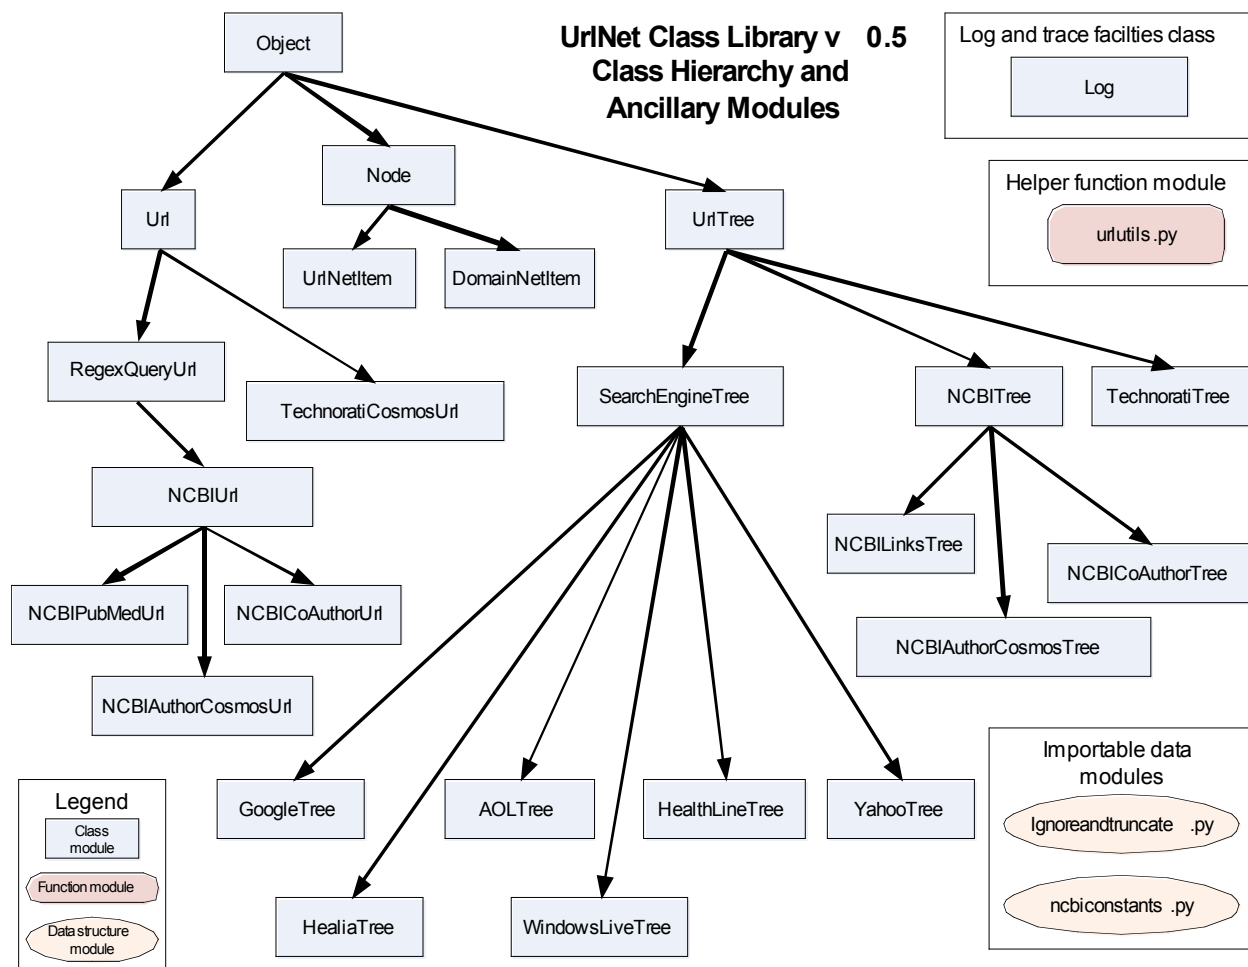 UrlNet Class Library v 0.5
Class Hierarchy and
Ancillary Modules
Object
Log and trace facilties class
Log
Node
Helper function module
urlutils .py
Url
UrlTree
UrlNetItem
DomainNetItem
RegexQueryUrl
TechnoratiCosmosUrl
SearchEngineTree
NCBITree
TechnoratiTree
NCBIUrl
NCBILinksTree
NCBICoAuthorTree
NCBIPubMedUrl
NCBICoAuthorUrl
NCBIAuthorCosmosTree
NCBIAuthorCosmosUrl
GoogleTree
AOLTree
HealthLineTree
YahooTree
HealiaTree
WindowsLiveTree
Legend
Class
module
Function module
Data structure
module
Importable data
modules
Ignoreandtruncate .py
ncbiconstants .py